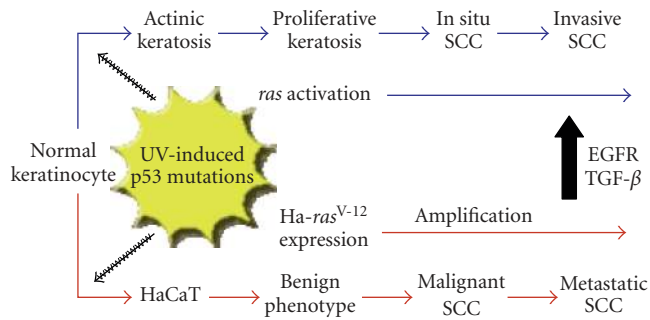 Actinic
keratosis
Proliferative
keratosis
In situ
SCC
Invasive
SCC
ras activation
Normal
keratinocyte
UV-induced
p53 mutations
EGFR
TGF-β
Ha-ras^V-12
expression
Amplification
HaCaT
Benign
phenotype
Malignant
SCC
Metastatic
SCC